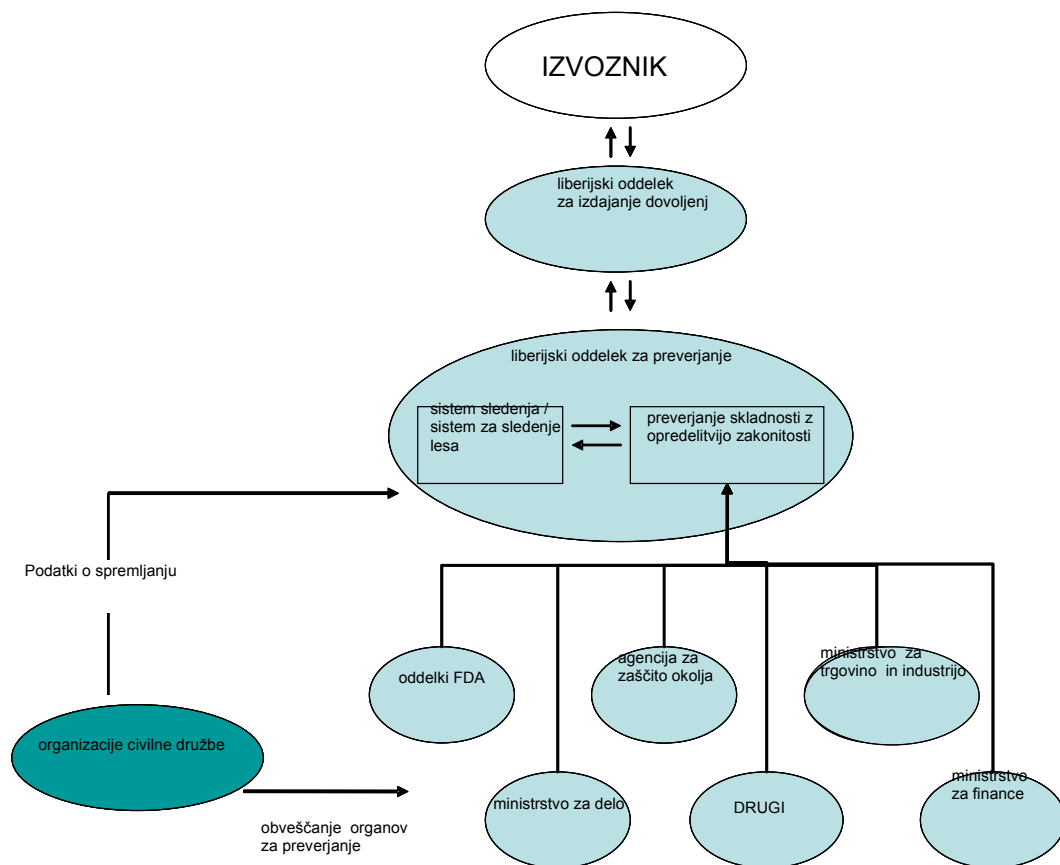 IZVOZNIK
liberijski oddelek
za izdajanje dovoljenj
liberijski oddelek za preverjanje
sistem sledenja /
sistem za sledenje
lesa
preverjanje skladnosti z
opredelitvijo zakonitosti
Podatki o spremljanju
oddelki FDA
agencija za
zaščito okolja
ministrstvo za
trgovino in industrijo
organizacije civilne družbe
ministrstvo za delo
DRUGI
ministrstvo
za finance
obveščanje organov
za preverjanje